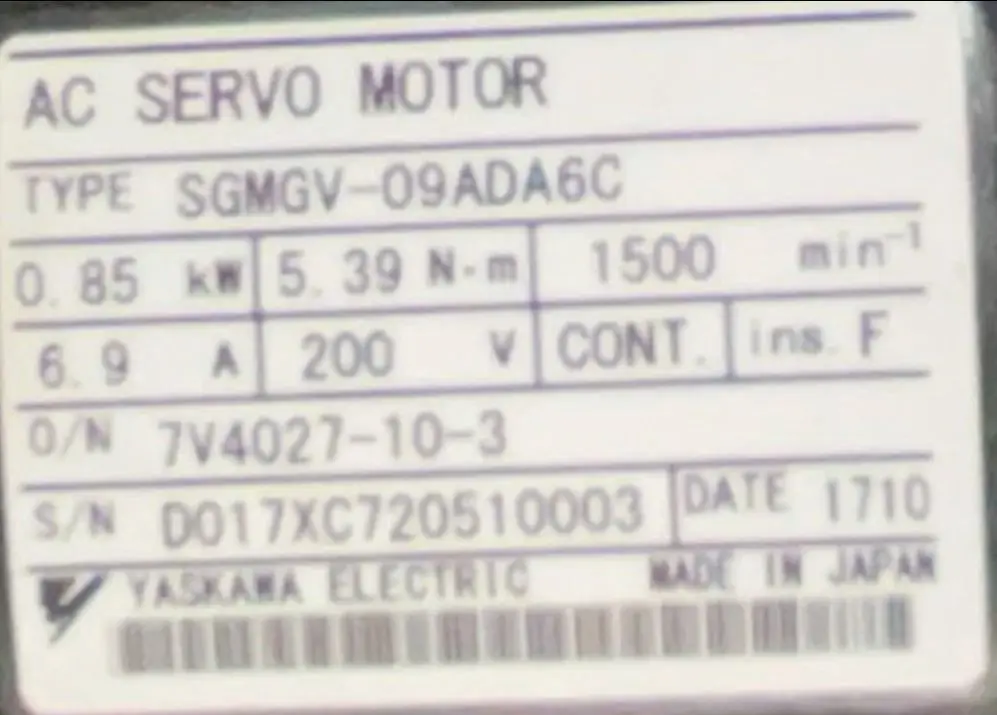 AC SERVO MOTOR
TYPE SGMGV-09ADA6C
0.85 kW 5.39 N·m 1500 min⁻¹
6.9 A 200 V CONT. ins. F
O/N 7V4027-10-3
S/N D017XC720510003 DATE 1710
YASKAWA ELECTRIC MADE IN JAPAN